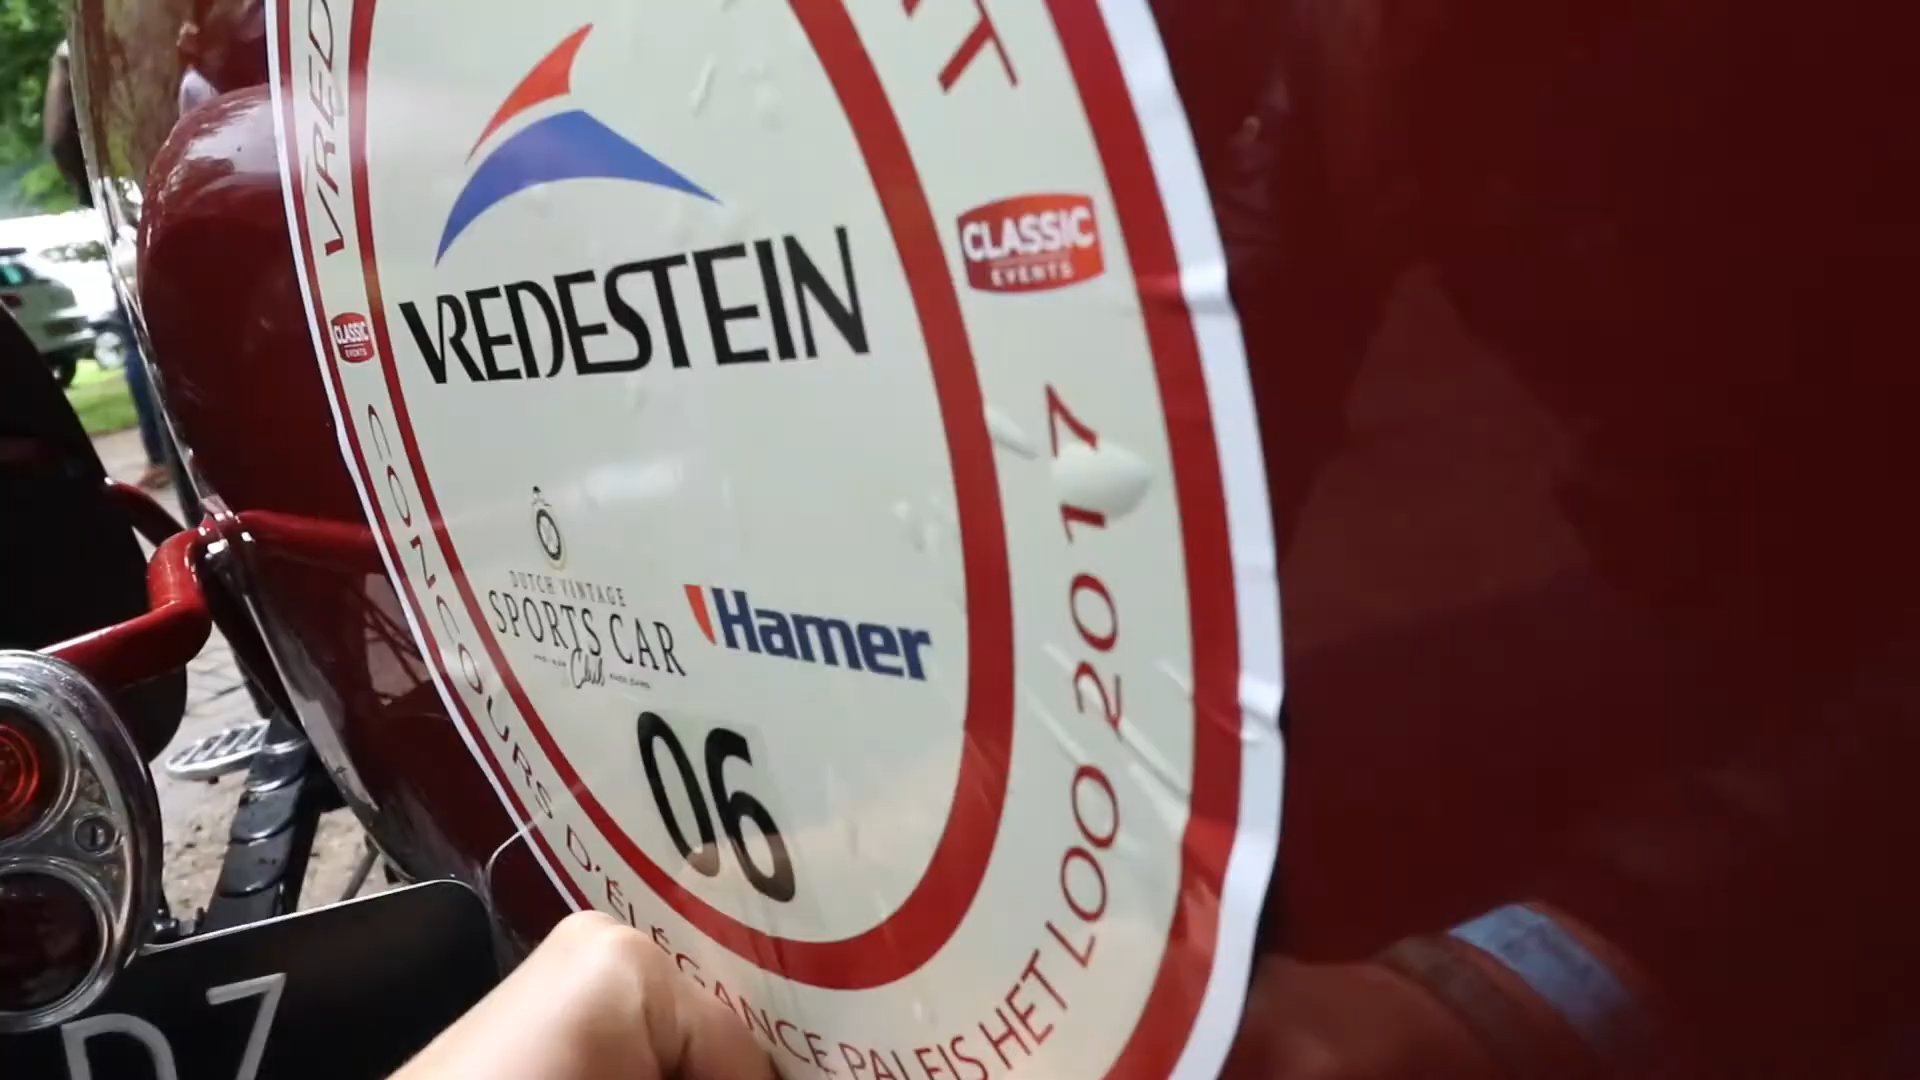 VRED
CLASSIC
EVENTS
VREDESTEIN
CLASSIC
EVENTS
DUTCH VINTAGE
SPORTS CAR
Club
Hamer
06
CONCOURS D'ÉLÉGANCE PALEIS HET LOO 2017
DZ